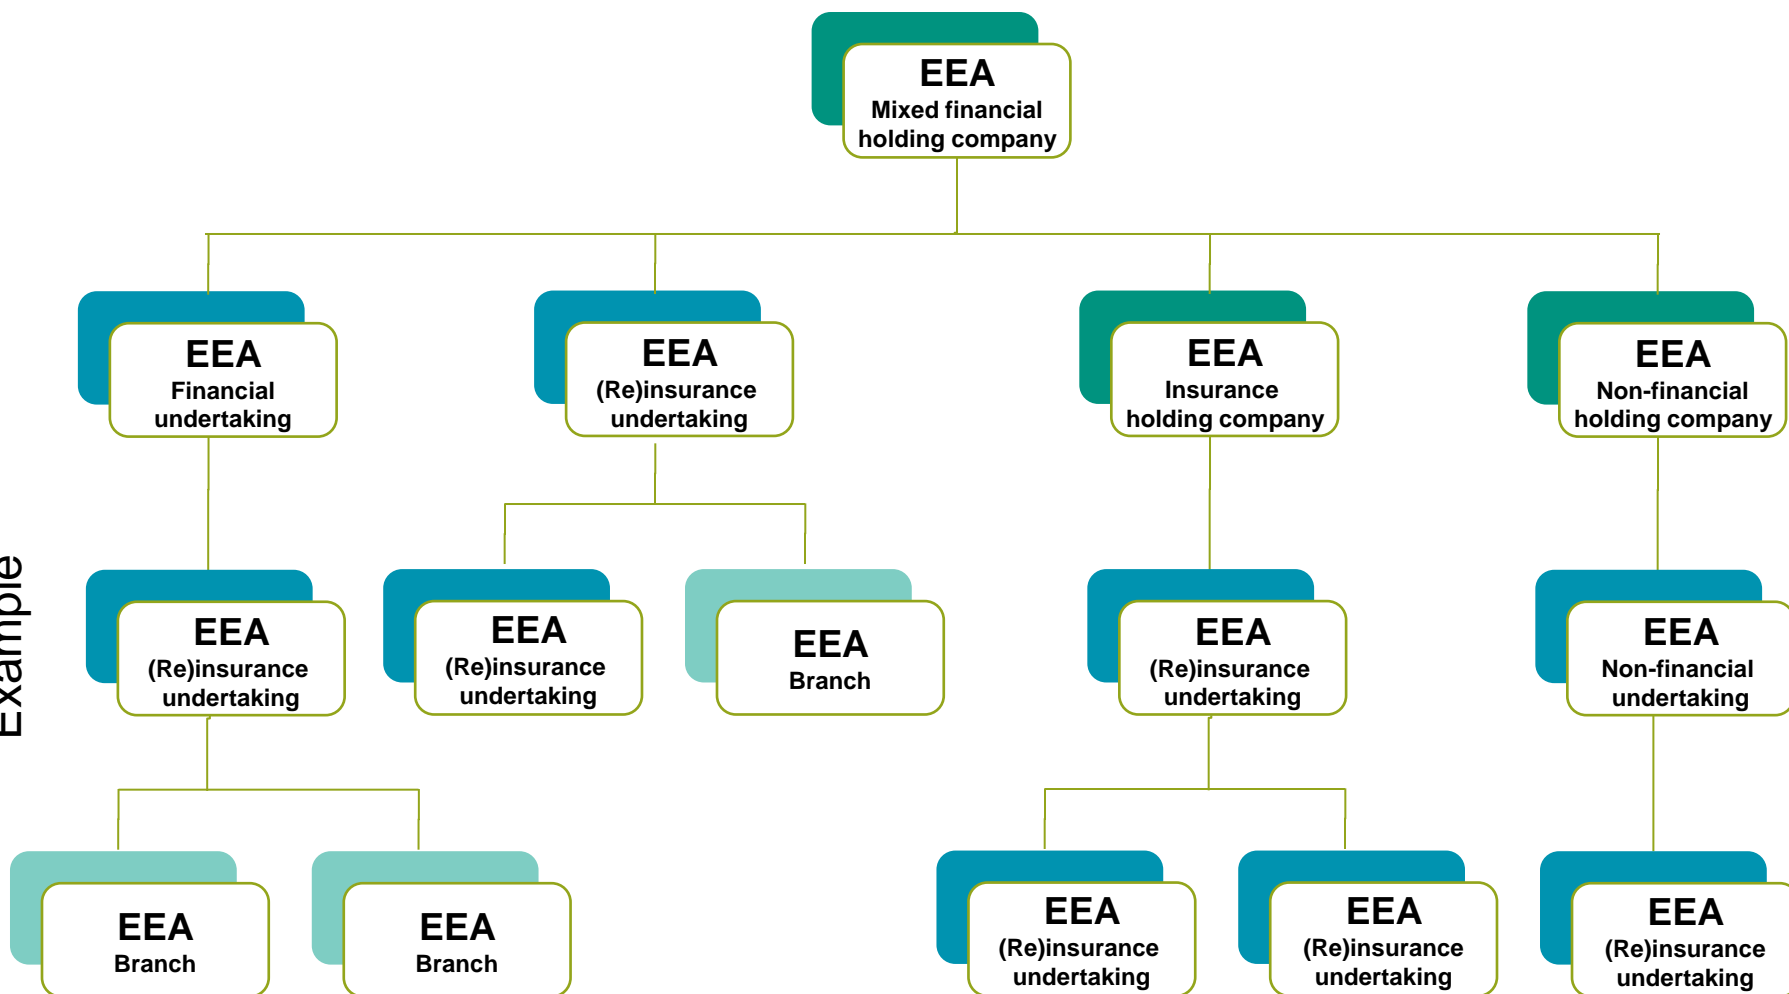 EEA
Mixed financial
holding company
EEA
Financial
undertaking
EEA
(Re)insurance
undertaking
EEA
Insurance
holding company
EEA
Non-financial
holding company
Example
EEA
(Re)insurance
undertaking
EEA
(Re)insurance
undertaking
EEA
Branch
EEA
(Re)insurance
undertaking
EEA
Non-financial
undertaking
EEA
Branch
EEA
Branch
EEA
(Re)insurance
undertaking
EEA
(Re)insurance
undertaking
EEA
(Re)insurance
undertaking